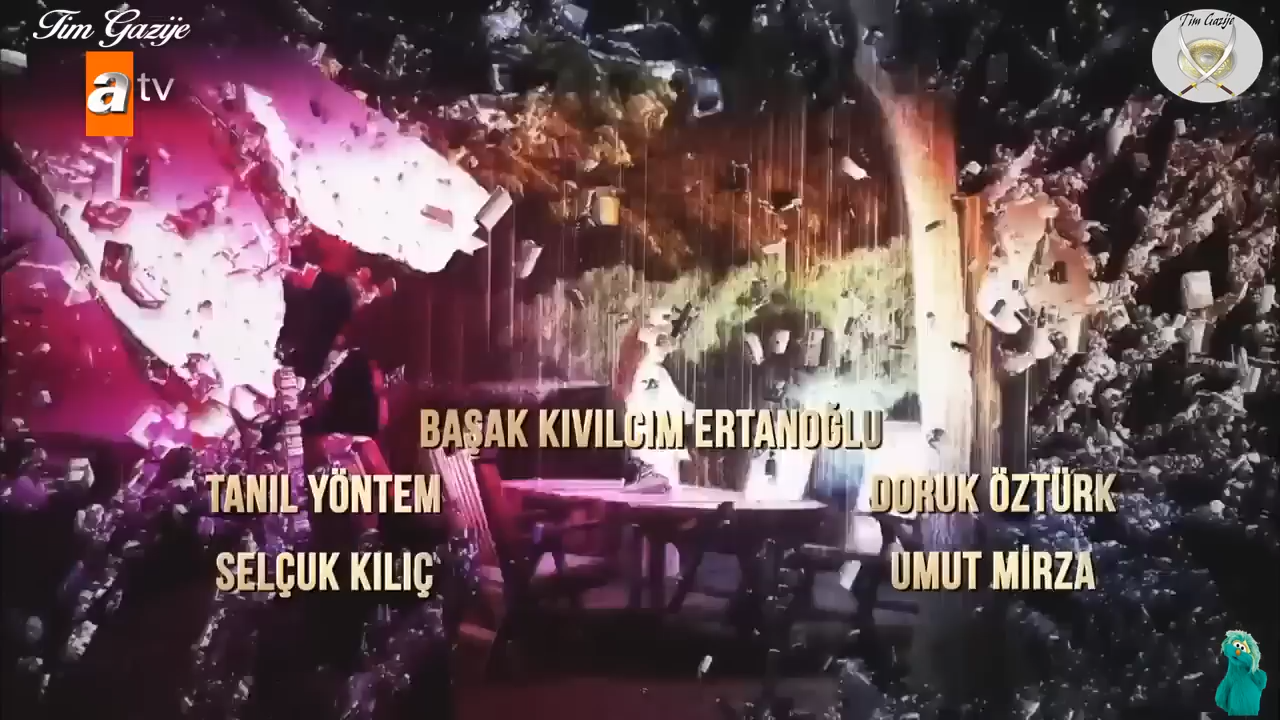 Tim Gazije
Tim Gazije
atv
BAŞAK KIVILCIM ERTANOĞLU
TANIL YÖNTEM
DORUK ÖZTÜRK
SELÇUK KILIÇ
UMUT MİRZA